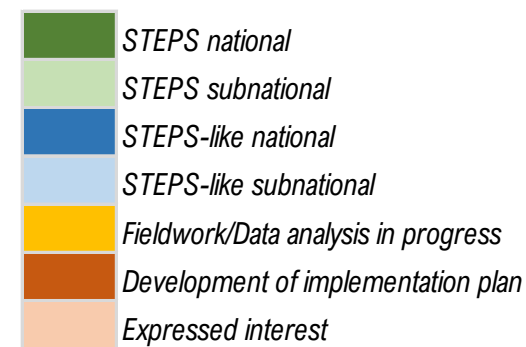 STEPS national
STEPS subnational
STEPS-like national
STEPS-like subnational
Fieldwork/Data analysis in progress
Development of implementation plan
Expressed interest